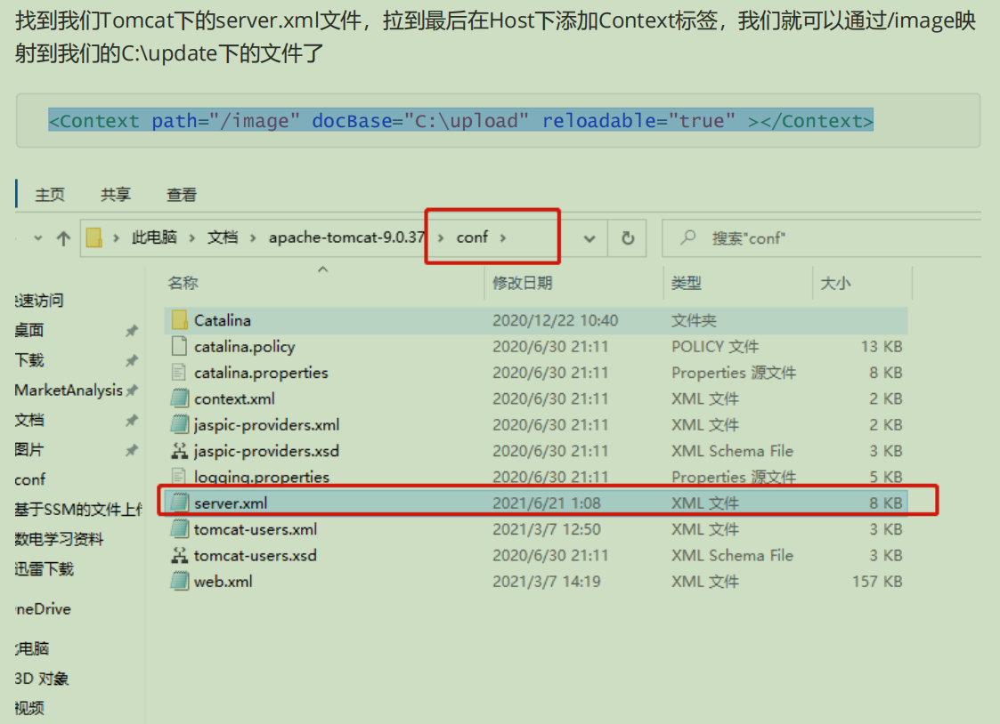 找到我们Tomcat下的server.xml文件，拉到最后在Host下添加Context标签，我们就可以通过/image映
射到我们的C:\update下的文件了
<Context path="/image" docBase="C:\upload" reloadable="true" ></Context>
主页 共享 查看
此电脑 › 文档 › apache-tomcat-9.0.37 › conf › 搜索"conf"
名称 修改日期 类型 大小
Catalina 2020/12/22 10:40 文件夹
catalina.policy 2020/6/30 21:11 POLICY 文件 13 KB
catalina.properties 2020/6/30 21:11 Properties 源文件 8 KB
context.xml 2020/6/30 21:11 XML 文件 2 KB
jaspic-providers.xml 2020/6/30 21:11 XML 文件 2 KB
jaspic-providers.xsd 2020/6/30 21:11 XML Schema File 3 KB
logging.properties 2020/6/30 21:11 Properties 源文件 5 KB
server.xml 2021/6/21 1:08 XML 文件 8 KB
tomcat-users.xml 2021/3/7 12:50 XML 文件 3 KB
tomcat-users.xsd 2020/6/30 21:11 XML Schema File 3 KB
web.xml 2021/3/7 14:19 XML 文件 157 KB
快速访问
桌面
下载
MarketAnalysis
文档
图片
conf
基于SSM的文件上传
数电学习资料
迅雷下载
neDrive
电脑
3D 对象
视频